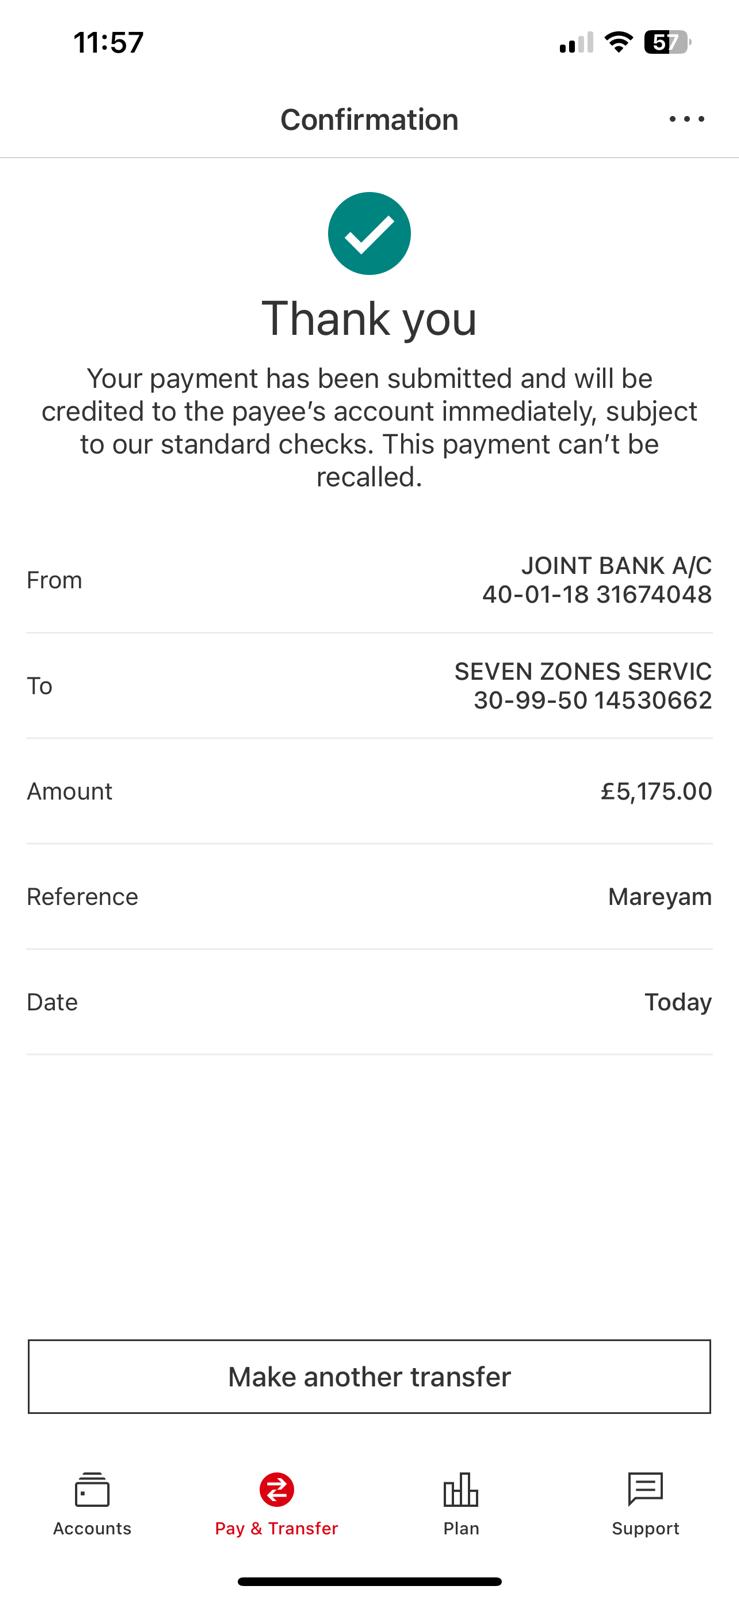 11:57
57
Confirmation
Thank you
Your payment has been submitted and will be
credited to the payee's account immediately, subject
to our standard checks. This payment can't be
recalled.
From
JOINT BANK A/C
40-01-18 31674048
To
SEVEN ZONES SERVIC
30-99-50 14530662
Amount
£5,175.00
Reference
Mareyam
Date
Today
Make another transfer
Accounts
Pay & Transfer
Plan
Support